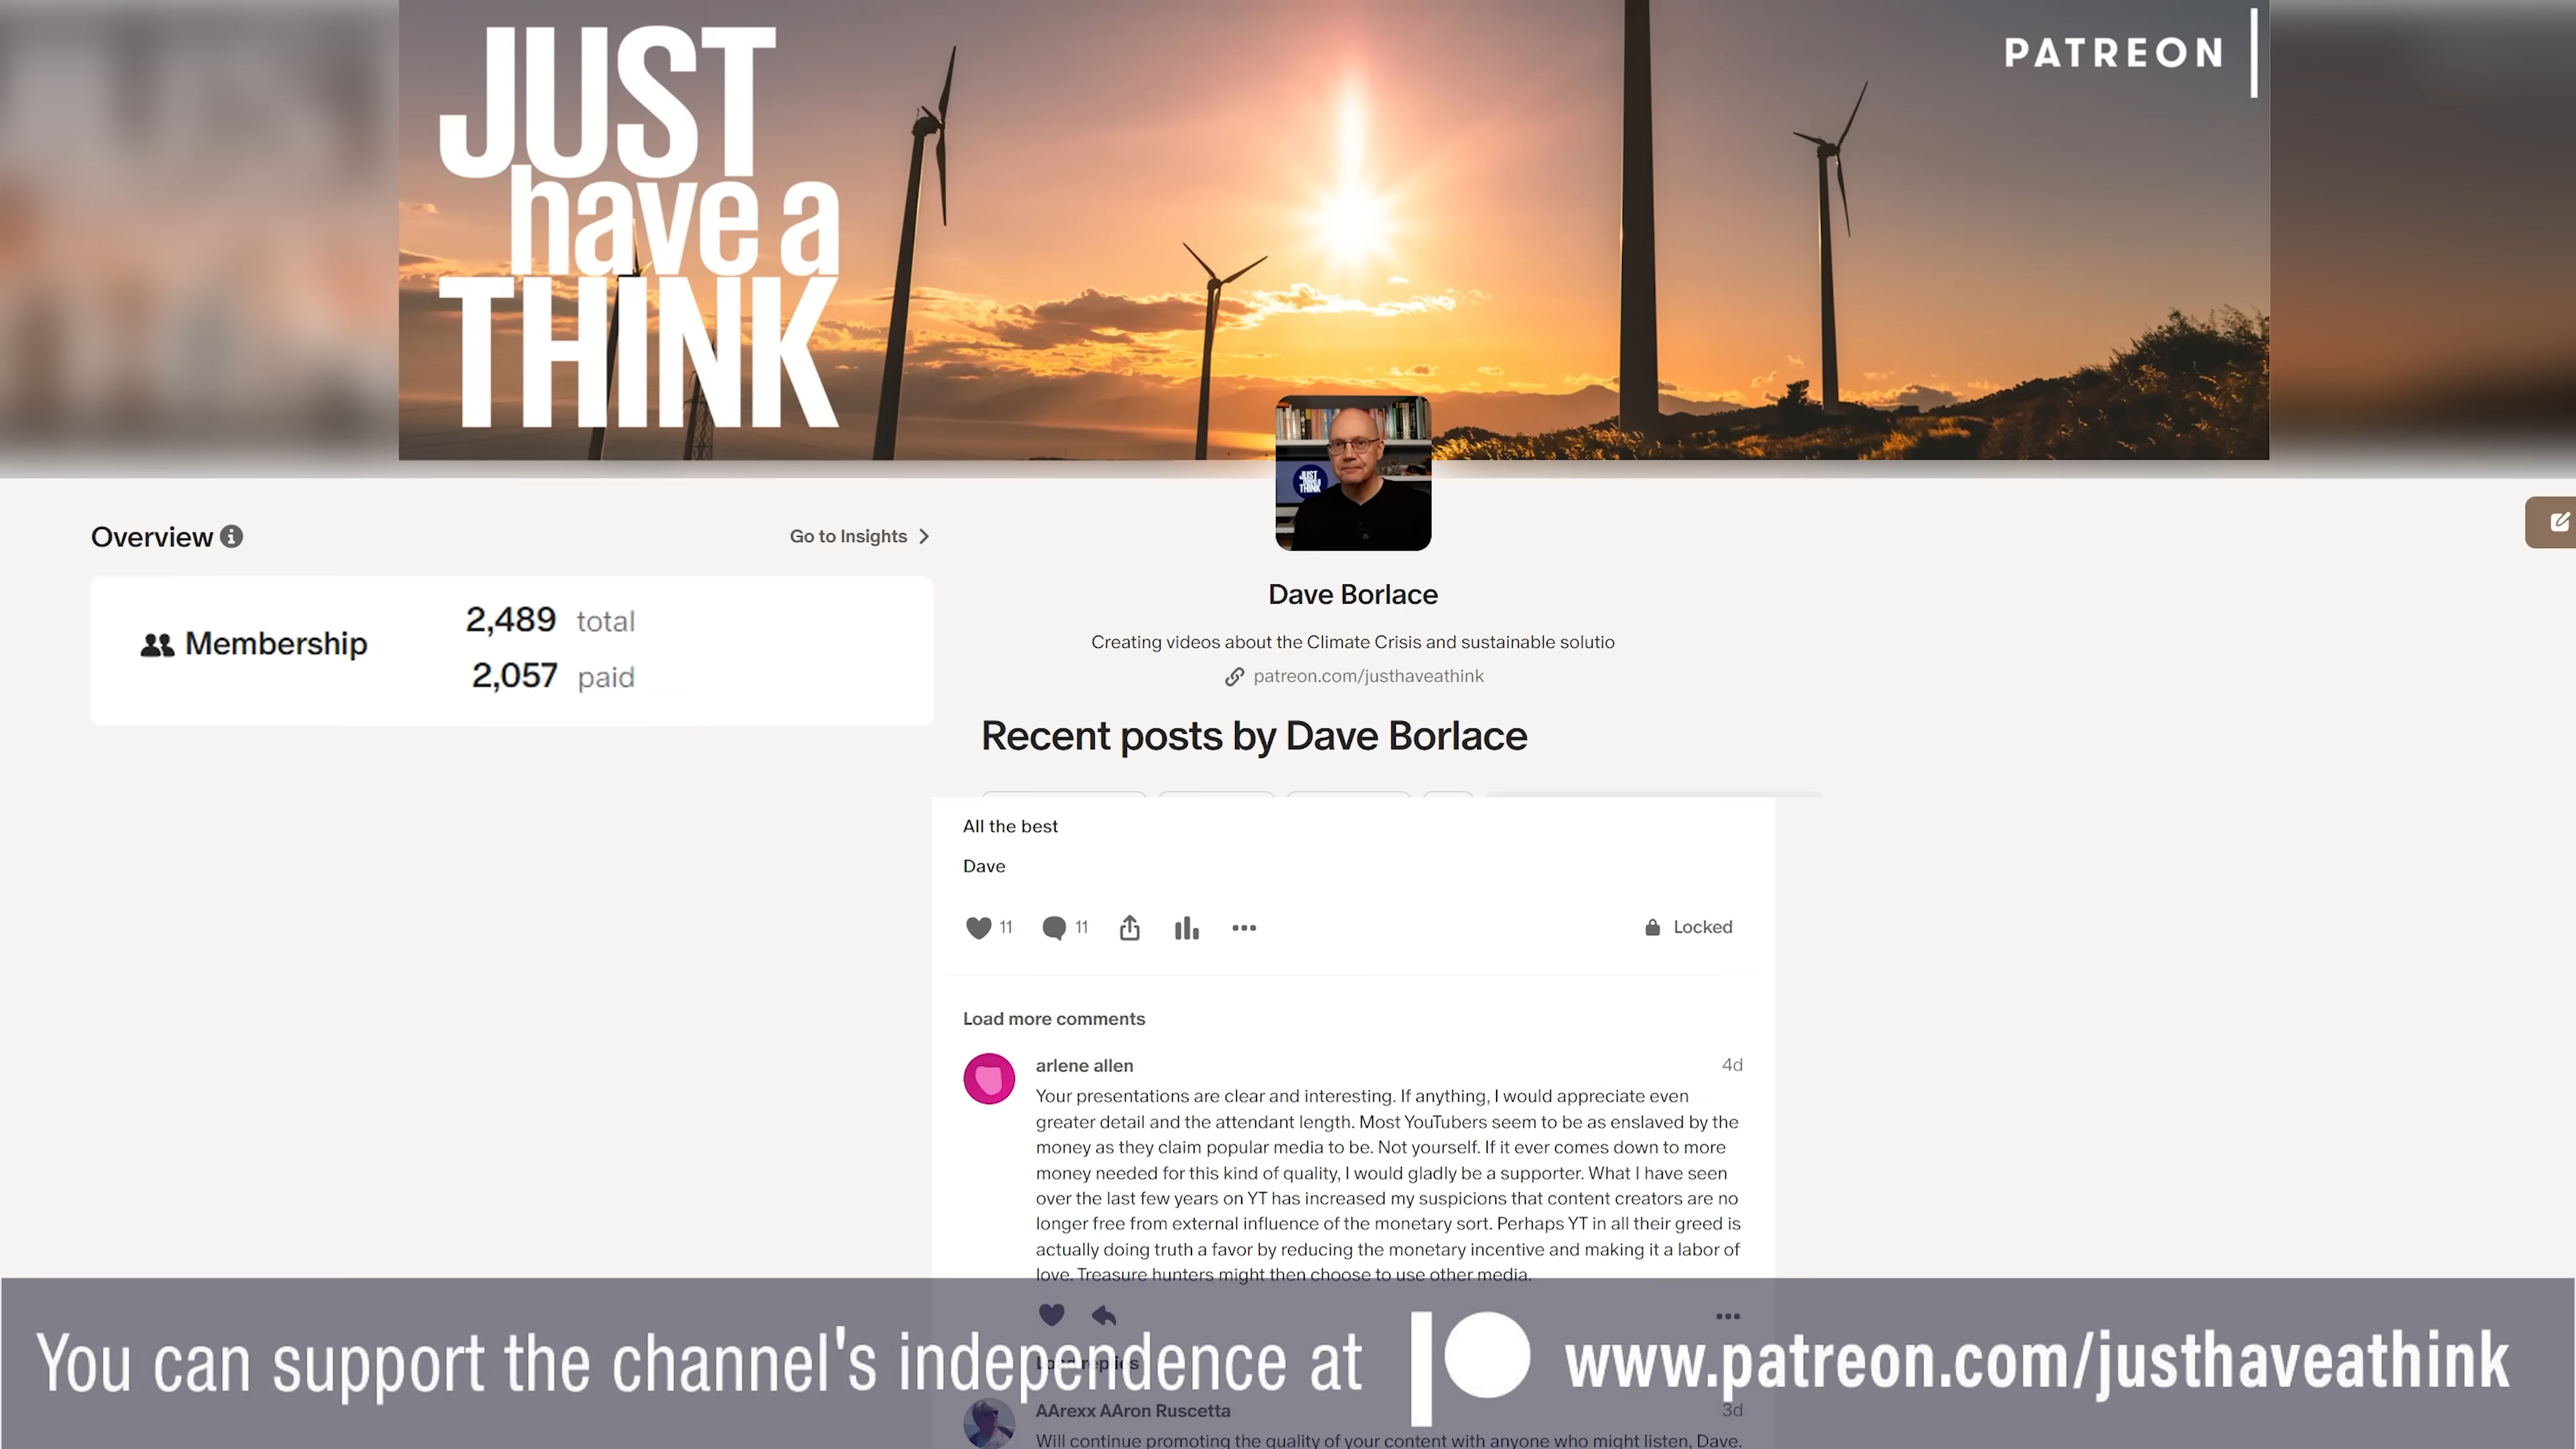 JUST
have a
THINK
PATREON
JUST
have a
THINK
Overview
Go to Insights
Membership
2,489 total
2,057 paid
Dave Borlace
Creating videos about the Climate Crisis and sustainable solutio
patreon.com/justhaveathink
Recent posts by Dave Borlace
All the best
Dave
11
11
Locked
Load more comments
arlene allen
4d
Your presentations are clear and interesting. If anything, I would appreciate even
greater detail and the attendant length. Most YouTubers seem to be as enslaved by the
money as they claim popular media to be. Not yourself. If it ever comes down to more
money needed for this kind of quality, I would gladly be a supporter. What I have seen
over the last few years on YT has increased my suspicions that content creators are no
longer free from external influence of the monetary sort. Perhaps YT in all their greed is
actually doing truth a favor by reducing the monetary incentive and making it a labor of
love. Treasure hunters might then choose to use other media.
Load replies
You can support the channel's independence at www.patreon.com/justhaveathink
AArexx AAron Ruscetta
3d
Will continue promoting the quality of your content with anyone who might listen, Dave.